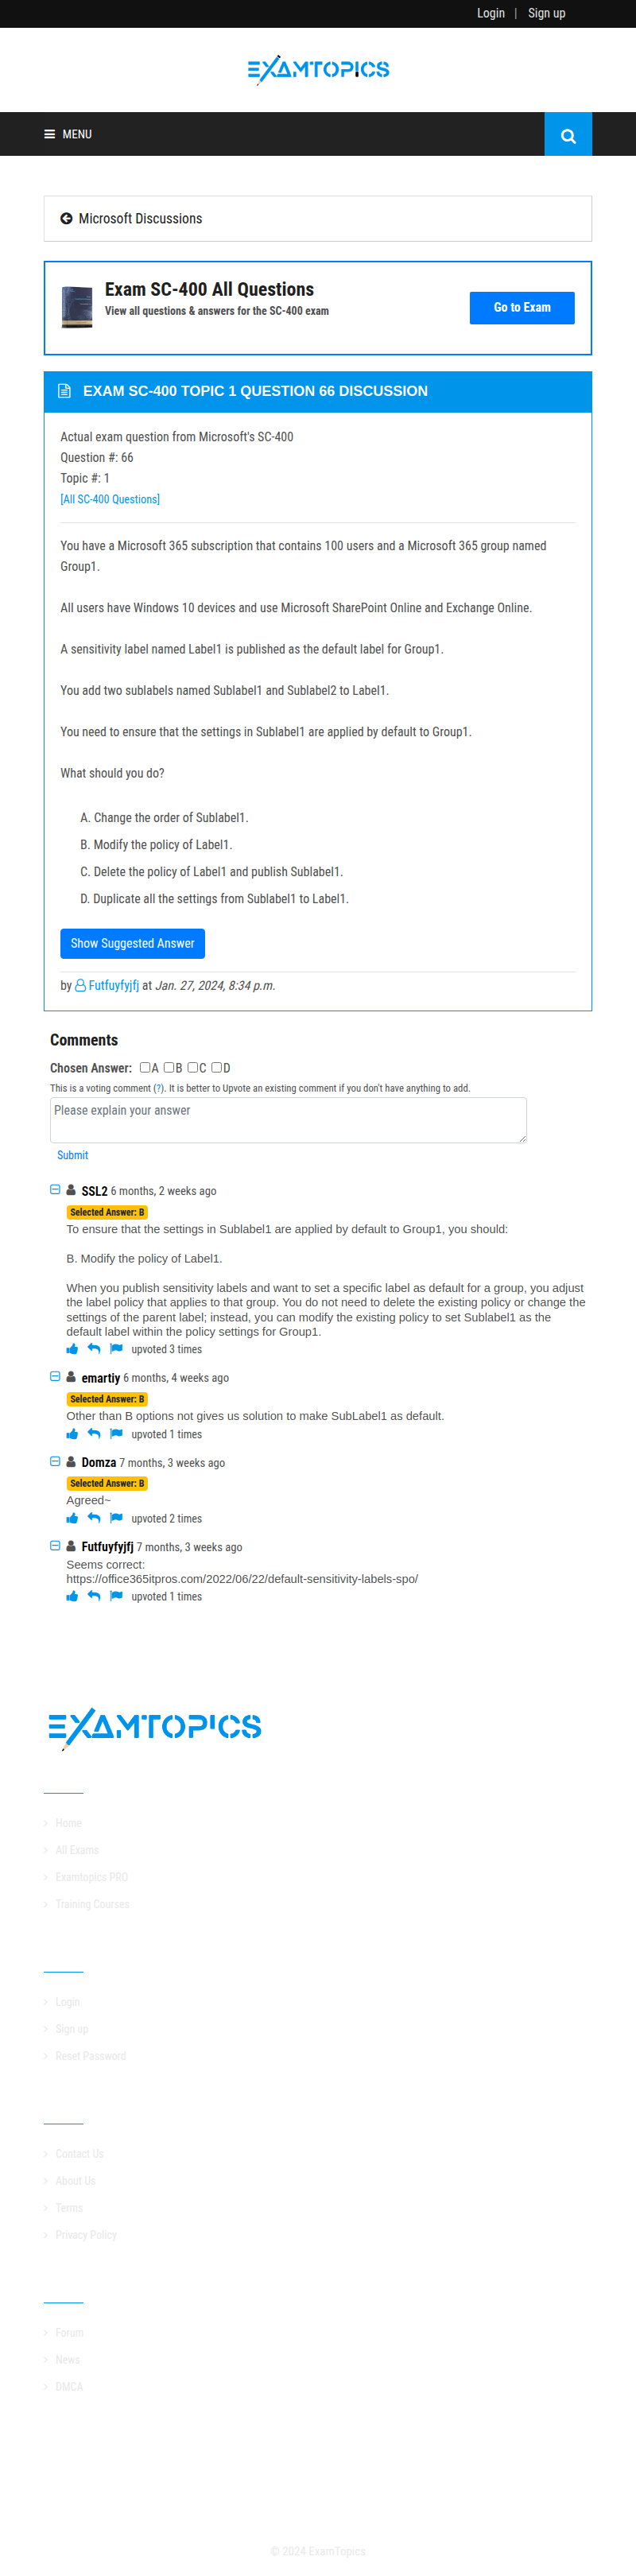 Login | Sign up
EXAMTOPICS
MENU
Microsoft Discussions
Exam SC-400 All Questions
View all questions & answers for the SC-400 exam
Go to Exam
EXAM SC-400 TOPIC 1 QUESTION 66 DISCUSSION
Actual exam question from Microsoft's SC-400
Question #: 66
Topic #: 1
[All SC-400 Questions]
You have a Microsoft 365 subscription that contains 100 users and a Microsoft 365 group named
Group1.
All users have Windows 10 devices and use Microsoft SharePoint Online and Exchange Online.
A sensitivity label named Label1 is published as the default label for Group1.
You add two sublabels named Sublabel1 and Sublabel2 to Label1.
You need to ensure that the settings in Sublabel1 are applied by default to Group1.
What should you do?
A. Change the order of Sublabel1.
B. Modify the policy of Label1.
C. Delete the policy of Label1 and publish Sublabel1.
D. Duplicate all the settings from Sublabel1 to Label1.
Show Suggested Answer
by Futfuyfyjfj at Jan. 27, 2024, 8:34 p.m.
Comments
Chosen Answer: A B C D
This is a voting comment (?). It is better to Upvote an existing comment if you don't have anything to add.
Please explain your answer
Submit
SSL2 6 months, 2 weeks ago
Selected Answer: B
To ensure that the settings in Sublabel1 are applied by default to Group1, you should:
B. Modify the policy of Label1.
When you publish sensitivity labels and want to set a specific label as default for a group, you adjust
the label policy that applies to that group. You do not need to delete the existing policy or change the
settings of the parent label; instead, you can modify the existing policy to set Sublabel1 as the
default label within the policy settings for Group1.
upvoted 3 times
emartiy 6 months, 4 weeks ago
Selected Answer: B
Other than B options not gives us solution to make SubLabel1 as default.
upvoted 1 times
Domza 7 months, 3 weeks ago
Selected Answer: B
Agreed~
upvoted 2 times
Futfuyfyjfj 7 months, 3 weeks ago
Seems correct:
https://office365itpros.com/2022/06/22/default-sensitivity-labels-spo/
upvoted 1 times
EXAMTOPICS
Home
All Exams
Examtopics PRO
Training Courses
Login
Sign up
Reset Password
Contact Us
About Us
Terms
Privacy Policy
Forum
News
DMCA
© 2024 ExamTopics